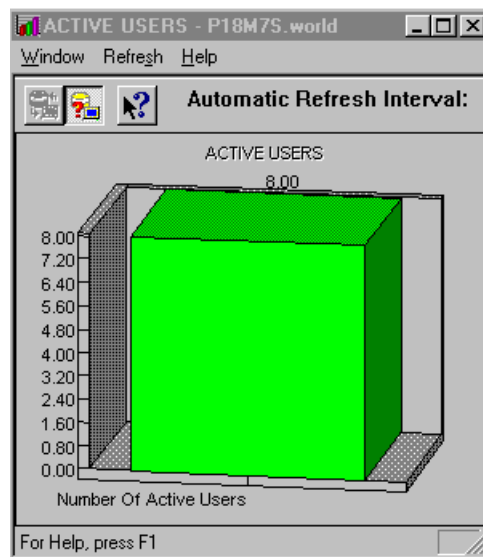 ACTIVE USERS - P18M7S.world
Window Refresh Help
Automatic Refresh Interval:
ACTIVE USERS
8.00
8.00
7.20
6.40
5.60
4.80
4.00
3.20
2.40
1.60
0.80
0.00
Number Of Active Users
For Help, press F1